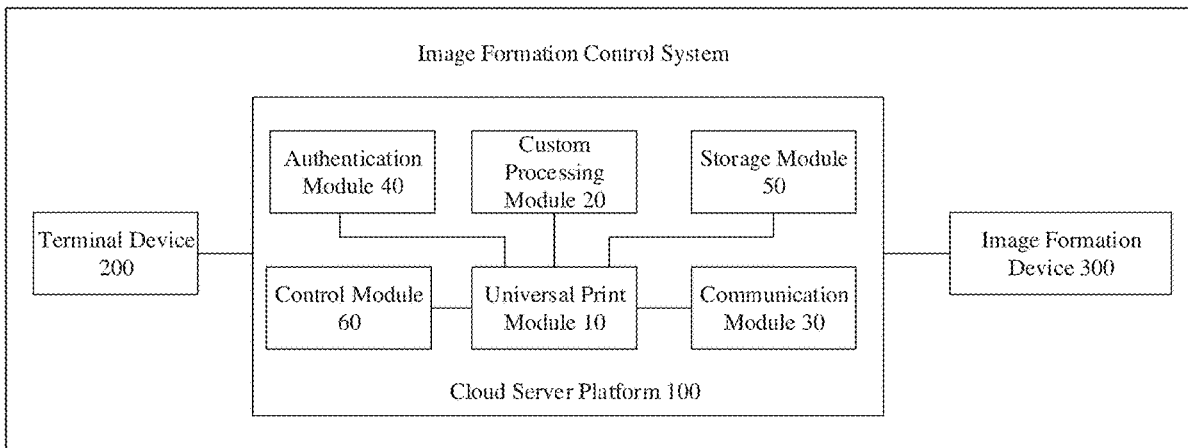 Image Formation Control System
Authentication
Module 40
Custom
Processing
Module 20
Storage Module
50
Terminal Device
200
Image Formation
Device 300
Control Module
60
Universal Print
Module 10
Communication
Module 30
Cloud Server Platform 100